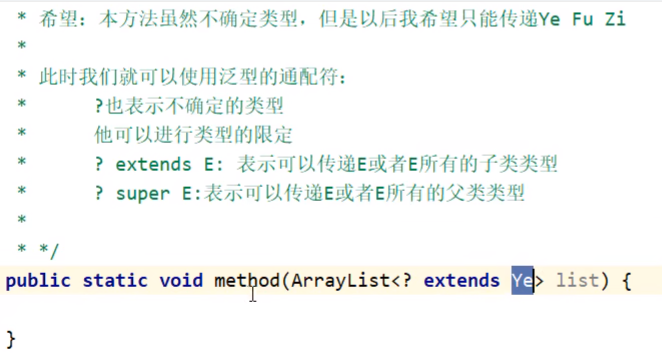 * 希望：本方法虽然不确定类型，但是以后我希望只能传递Ye Fu Zi
*
* 此时我们就可以使用泛型的通配符：
* ?也表示不确定的类型
* 他可以进行类型的限定
* ? extends E: 表示可以传递E或者E所有的子类类型
* ? super E:表示可以传递E或者E所有的父类类型
*
* */
public static void method(ArrayList<? extends Ye> list) {
}